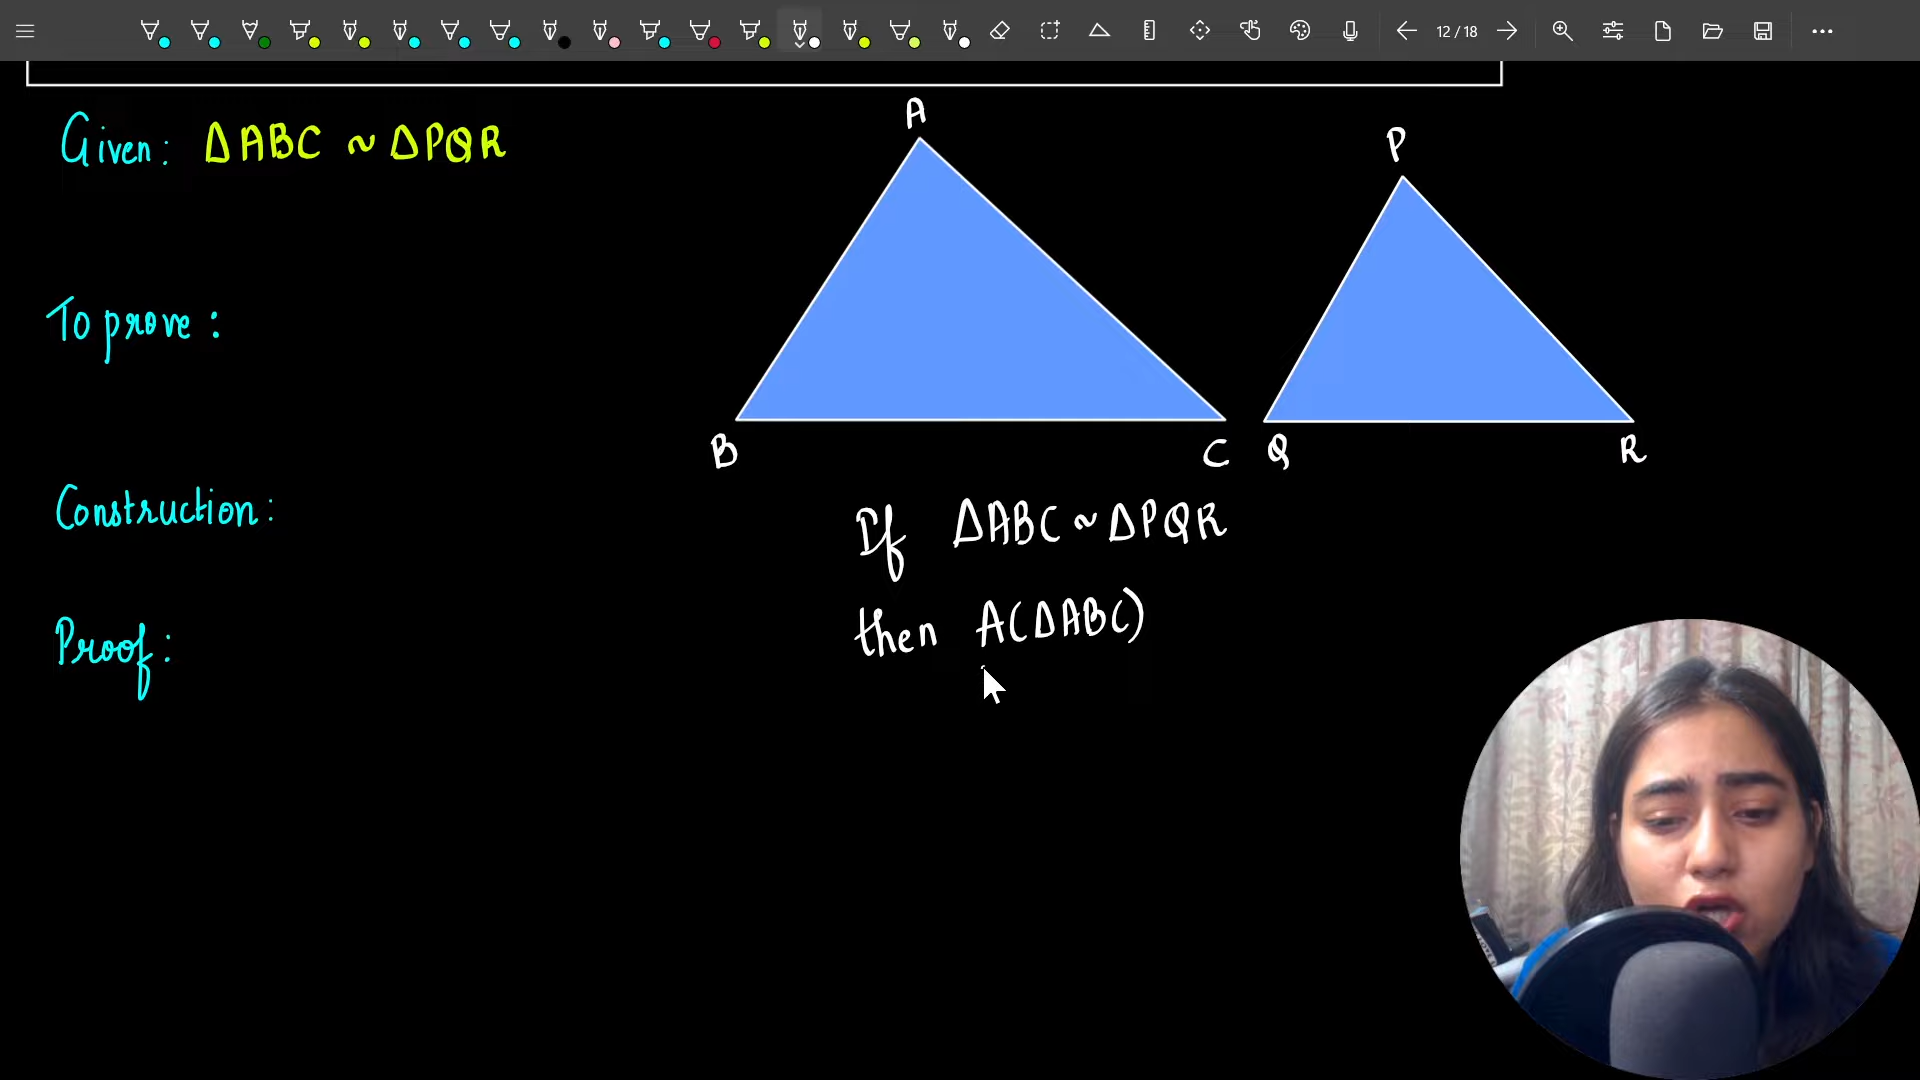 12 / 18
Given: ΔABC ~ ΔPQR
A
P
To prove :
B
C
Q
R
Construction:
If ΔABC ~ ΔPQR
then A(ΔABC)
Proof: